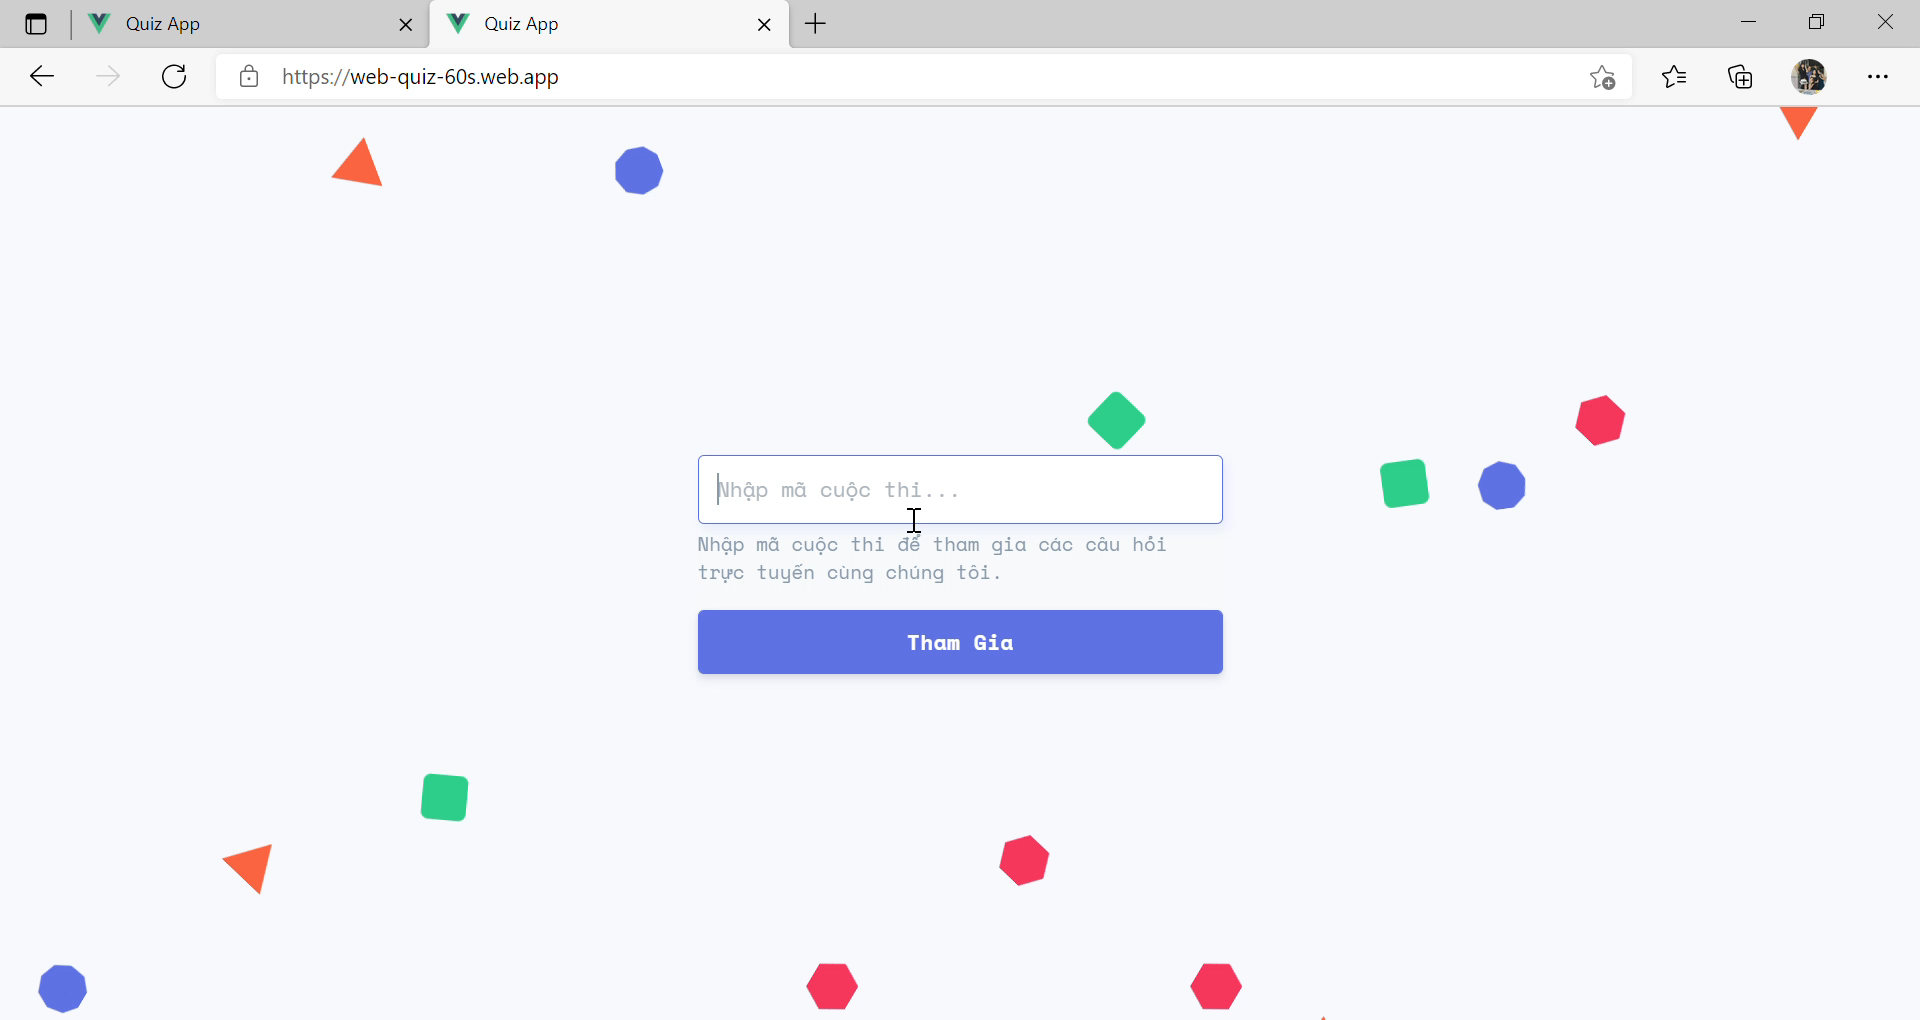 Quiz App
Quiz App
https://web-quiz-60s.web.app
Nhập mã cuộc thi...
Nhập mã cuộc thi để tham gia các câu hỏi
trực tuyến cùng chúng tôi.
Tham Gia